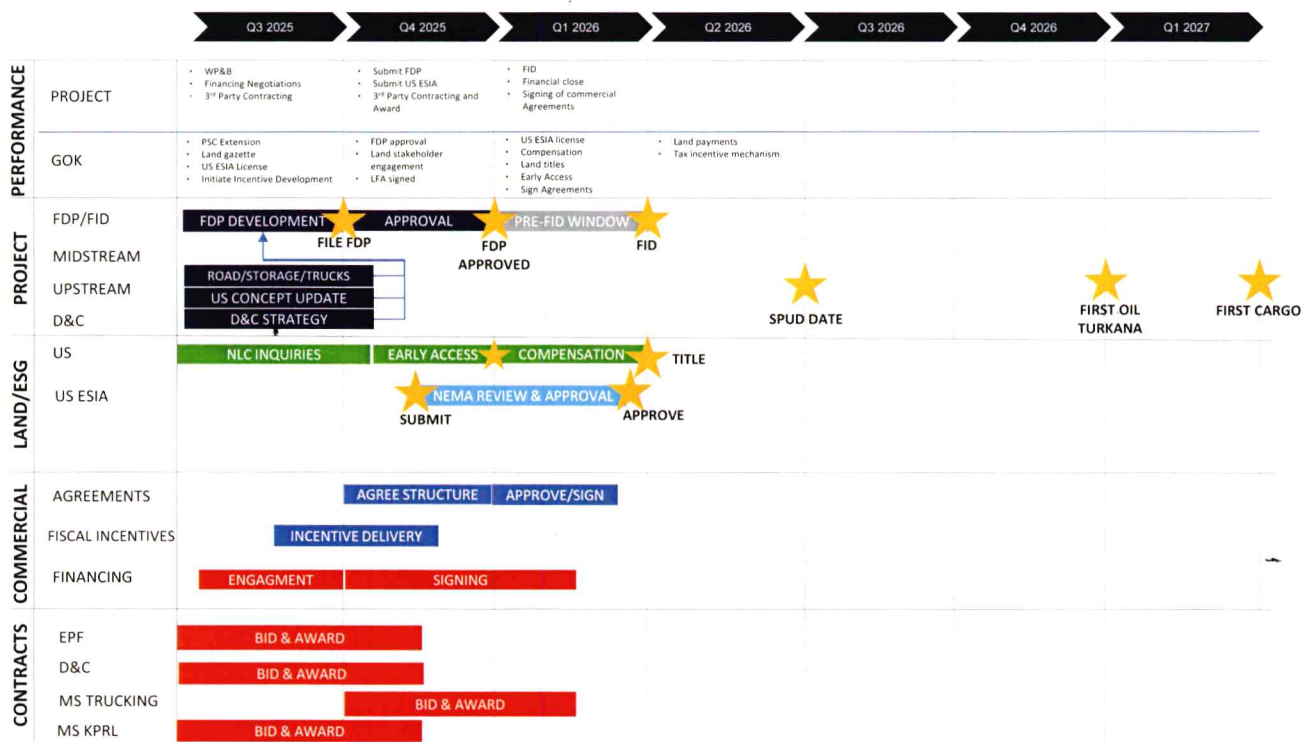 Q3 2025
Q4 2025
Q1 2026
Q2 2026
Q3 2026
Q4 2026
Q1 2027
PERFORMANCE
PROJECT
• WP&B
• Financing Negotiations
• 3rd Party Contracting
• Submit FDP
• Submit US ESIA
• 3rd Party Contracting and
Award
• FID
• Financial close
• Signing of commercial
Agreements
GOK
• PSC Extension
• Land gazette
• US ESIA License
• Initiate Incentive Development
• FDP approval
• Land stakeholder
engagement
• LFA signed
• US ESIA license
• Compensation
• Land titles
• Early Access
• Sign Agreements
• Land payments
• Tax incentive mechanism
PROJECT
FDP/FID
FDP DEVELOPMENT
APPROVAL
PRE-FID WINDOW
FILE FDP
FDP
APPROVED
FID
MIDSTREAM
ROAD/STORAGE/TRUCKS
UPSTREAM
US CONCEPT UPDATE
D&C
D&C STRATEGY
SPUD DATE
FIRST OIL
TURKANA
FIRST CARGO
LAND/ESG
US
NLC INQUIRIES
EARLY ACCESS
COMPENSATION
TITLE
US ESIA
NEMA REVIEW & APPROVAL
SUBMIT
APPROVE
COMMERCIAL
AGREEMENTS
AGREE STRUCTURE
APPROVE/SIGN
FISCAL INCENTIVES
INCENTIVE DELIVERY
FINANCING
ENGAGMENT
SIGNING
CONTRACTS
EPF
BID & AWARD
D&C
BID & AWARD
MS TRUCKING
BID & AWARD
MS KPRL
BID & AWARD